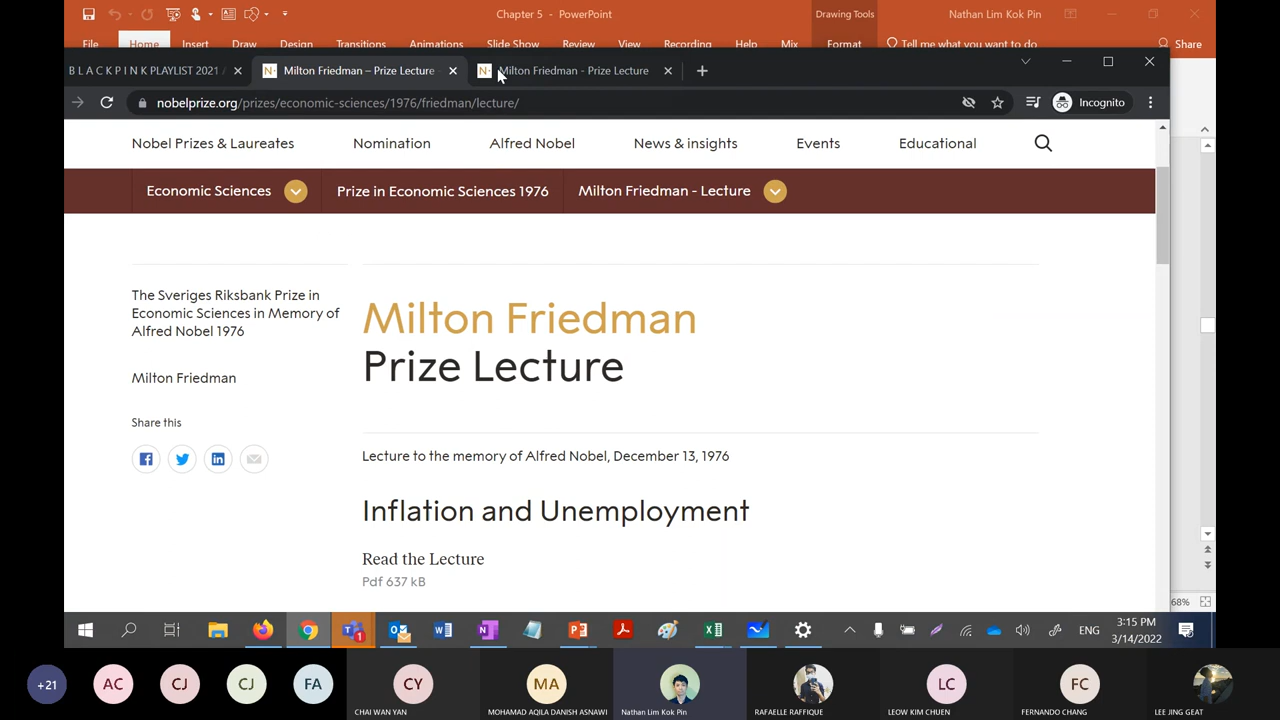 Chapter 5 - PowerPoint
Drawing Tools
Nathan Lim Kok Pin
File Home Insert Draw Design Transitions Animations Slide Show Review View Recording Help Mix Format Tell me what you want to do Share
B L A C K P I N K PLAYLIST 2021
Milton Friedman – Prize Lecture
Milton Friedman - Prize Lecture
nobelprize.org/prizes/economic-sciences/1976/friedman/lecture/
Incognito
Nobel Prizes & Laureates Nomination Alfred Nobel News & insights Events Educational
Economic Sciences Prize in Economic Sciences 1976 Milton Friedman - Lecture
The Sveriges Riksbank Prize in
Economic Sciences in Memory of
Alfred Nobel 1976
Milton Friedman
Share this
Milton Friedman
Prize Lecture
Lecture to the memory of Alfred Nobel, December 13, 1976
Inflation and Unemployment
Read the Lecture
Pdf 637 kB
68%
ENG
3:15 PM
3/14/2022
+21
AC
CJ
CJ
FA
CY
CHAI WAN YAN
MA
MOHAMAD AQILA DANISH ASNAWI
Nathan Lim Kok Pin
RAFAELLE RAFFIQUE
LC
LEOW KIM CHUEN
FC
FERNANDO CHANG
LEE JING GEAT